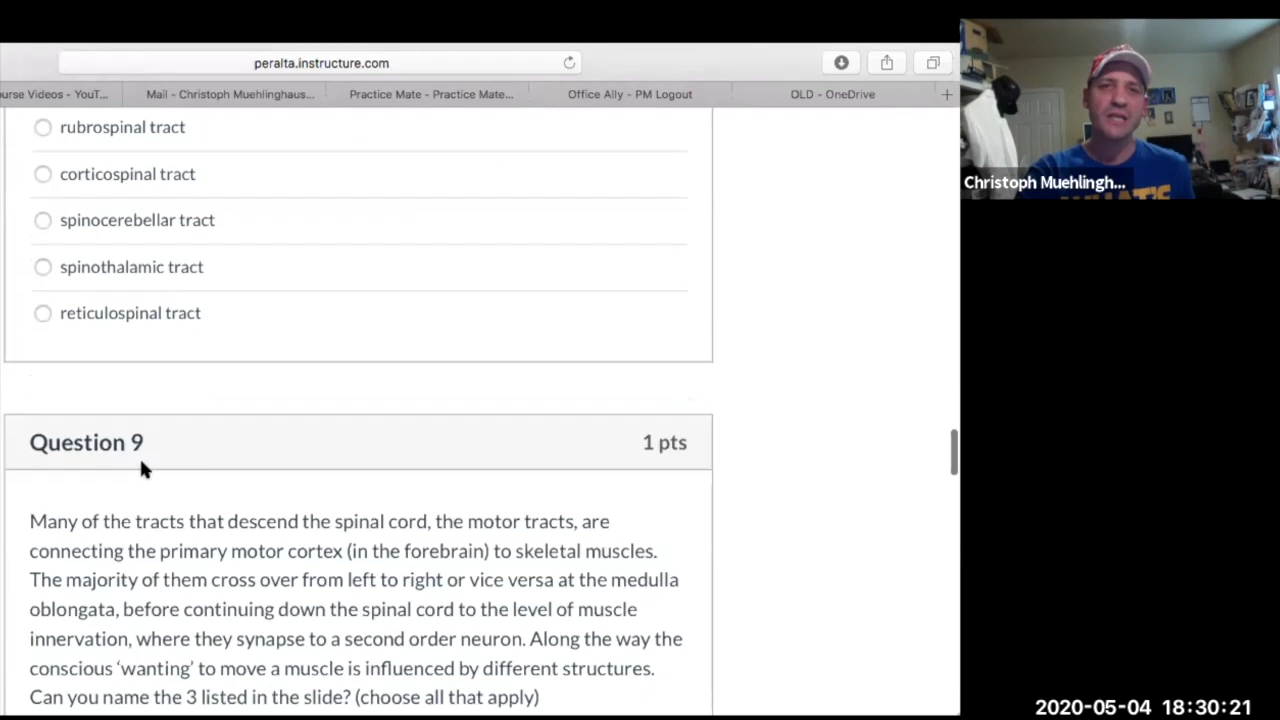 peralta.instructure.com
urse Videos - YouT...
Mail - Christoph Muehlinghaus...
Practice Mate - Practice Mate...
Office Ally - PM Logout
OLD - OneDrive
rubrospinal tract
corticospinal tract
spinocerebellar tract
spinothalamic tract
reticulospinal tract
Question 9
1 pts
Many of the tracts that descend the spinal cord, the motor tracts, are
connecting the primary motor cortex (in the forebrain) to skeletal muscles.
The majority of them cross over from left to right or vice versa at the medulla
oblongata, before continuing down the spinal cord to the level of muscle
innervation, where they synapse to a second order neuron. Along the way the
conscious ‘wanting’ to move a muscle is influenced by different structures.
Can you name the 3 listed in the slide? (choose all that apply)
Christoph Muehlingh...
2020-05-04 18:30:21